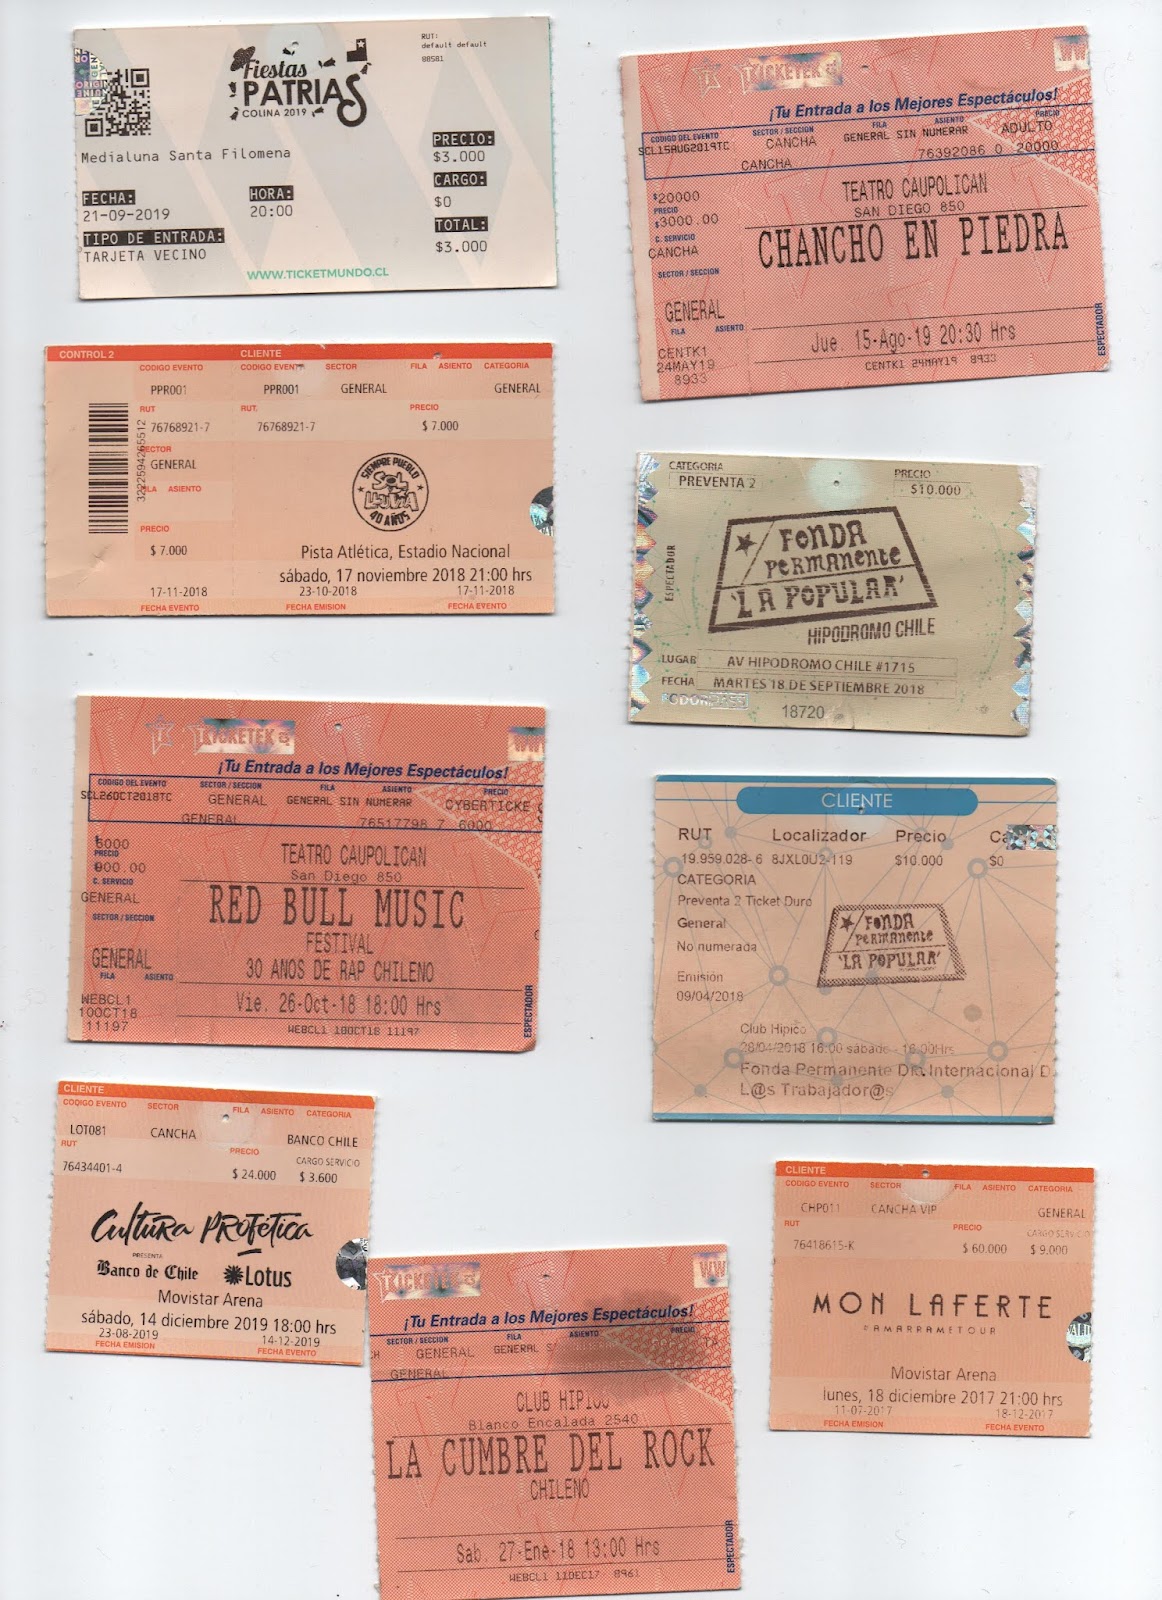 RUT:
default default
88581
Fiestas
PATRIAS
COLINA 2019
Medialuna Santa Filomena
PRECIO:
$3.000
FECHA: HORA: CARGO:
21-09-2019 20:00 $0
TIPO DE ENTRADA: TOTAL:
TARJETA VECINO $3.000
WWW.TICKETMUNDO.CL
TICKETEK
WW
¡Tu Entrada a los Mejores Espectáculos!
CODIGO DEL EVENTO SECTOR / SECCION FILA ASIENTO PRECIO
SCL15AUG2019TC CANCHA GENERAL SIN NUMERAR ADULTO
CANCHA 76392086 0 20000
$20000
PRECIO
$3000.00
C. SERVICIO
CANCHA
SECTOR / SECCION
GENERAL
FILA ASIENTO
CENTK1
24MAY19
8933
TEATRO CAUPOLICAN
SAN DIEGO 850
CHANCHO EN PIEDRA
Jue. 15-Ago-19 20:30 Hrs
CENTK1 24MAY19 8933
ESPECTADOR
CONTROL 2 CLIENTE
CODIGO EVENTO CODIGO EVENTO SECTOR FILA ASIENTO CATEGORIA
PPR001 PPR001 GENERAL GENERAL
RUT RUT. PRECIO
76768921-7 76768921-7 $ 7.000
SECTOR
GENERAL
FILA ASIENTO
PRECIO
$ 7.000
3222594265512
SIEMPRE PUEBLO
SOL Y LLUVIA
40 AÑOS
Pista Atlética, Estadio Nacional
sábado, 17 noviembre 2018 21:00 hrs
17-11-2018 23-10-2018 17-11-2018
FECHA EVENTO FECHA EMISION FECHA EVENTO
CATEGORIA PRECIO
PREVENTA 2 $10.000
ESPECTADOR
FONDA
PERMANENTE
'LA POPULAR'
HIPODROMO CHILE
LUGAR AV HIPODROMO CHILE #1715
FECHA MARTES 18 DE SEPTIEMBRE 2018
18720
TICKETEK
WW
¡Tu Entrada a los Mejores Espectáculos!
CODIGO DEL EVENTO SECTOR / SECCION FILA ASIENTO PRECIO
SCL26OCT2018TC GENERAL GENERAL SIN NUMERAR CYBERTICKE
GENERAL 76517798 7 6000
6000
PRECIO
900.00
C. SERVICIO
GENERAL
SECTOR / SECCION
GENERAL
FILA ASIENTO
WEBCL1
10OCT18
11197
TEATRO CAUPOLICAN
San Diego 850
RED BULL MUSIC
FESTIVAL
30 ANOS DE RAP CHILENO
Vie. 26-Oct-18 18:00 Hrs
WEBCL1 10OCT18 11197
ESPECTADOR
CLIENTE
RUT Localizador Precio Ca
19.959.028-6 8JXL0U2-119 $10.000 $0
CATEGORIA
Preventa 2 Ticket Duro
General
No numerada
Emisión
09/04/2018
FONDA
PERMANENTE
'LA POPULAR'
Club Hipico
28/04/2018 16:00 sábado - 16:00Hrs
Fonda Permanente Dia Internacional D
L@s Trabajador@s
CLIENTE
CODIGO EVENTO SECTOR FILA ASIENTO CATEGORIA
LOT081 CANCHA BANCO CHILE
RUT PRECIO CARGO SERVICIO
76434401-4 $ 24.000 $ 3.600
Cultura Profética
PRESENTA
Banco de Chile Lotus
Movistar Arena
sábado, 14 diciembre 2019 18:00 hrs
23-08-2019 14-12-2019
FECHA EMISION FECHA EVENTO
TICKETEK
WW
¡Tu Entrada a los Mejores Espectáculos!
SECTOR / SECCION FILA ASIENTO PRECIO
GENERAL GENERAL
GENERAL
CLUB HIPICO
Blanco Encalada 2540
LA CUMBRE DEL ROCK
CHILENO
Sab. 27-Ene-18 13:00 Hrs
WEBCL1 11DEC17 8961
ESPECTADOR
CLIENTE
CODIGO EVENTO SECTOR FILA ASIENTO CATEGORIA
CHP011 CANCHA VIP GENERAL
RUT PRECIO CARGO SERVICIO
76418615-K $ 60.000 $ 9.000
MON LAFERTE
#AMARRAMETOUR
Movistar Arena
lunes, 18 diciembre 2017 21:00 hrs
11-07-2017 18-12-2017
FECHA EMISION FECHA EVENTO